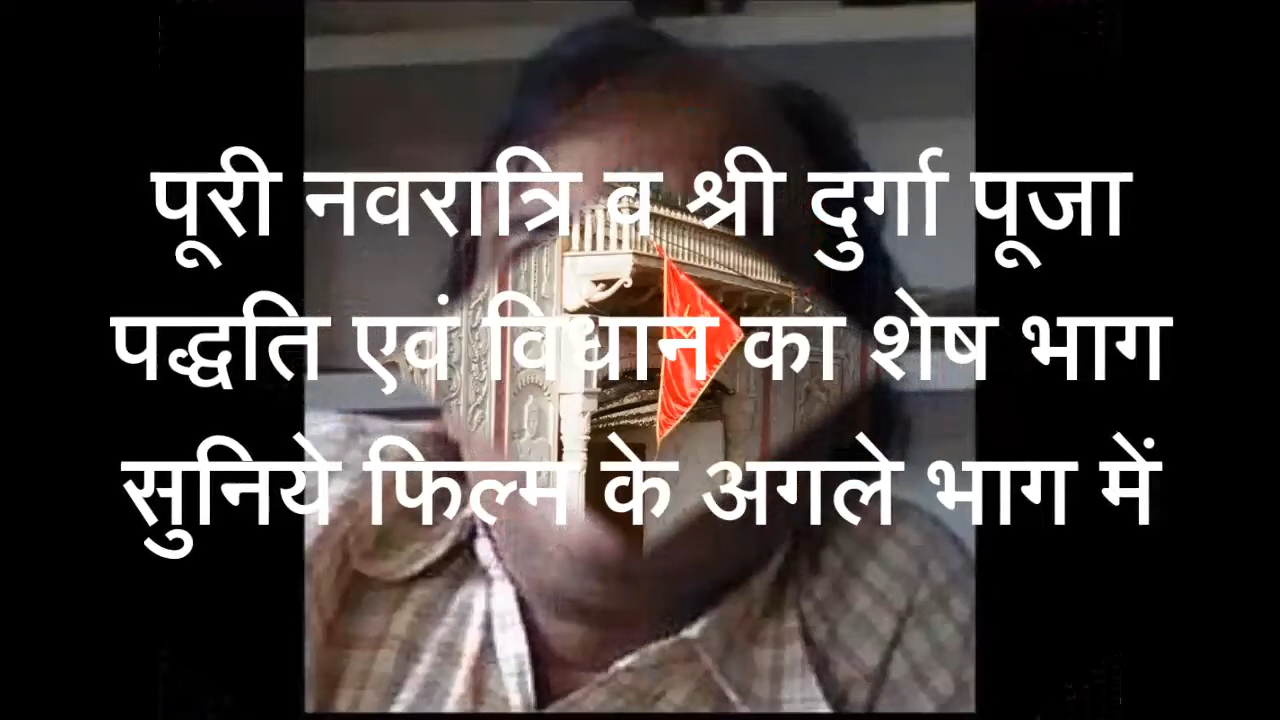 पूरी नवरात्रि व श्री दुर्गा पूजा
पद्धति एवं विधान का शेष भाग
सुनिये फिल्म के अगले भाग में